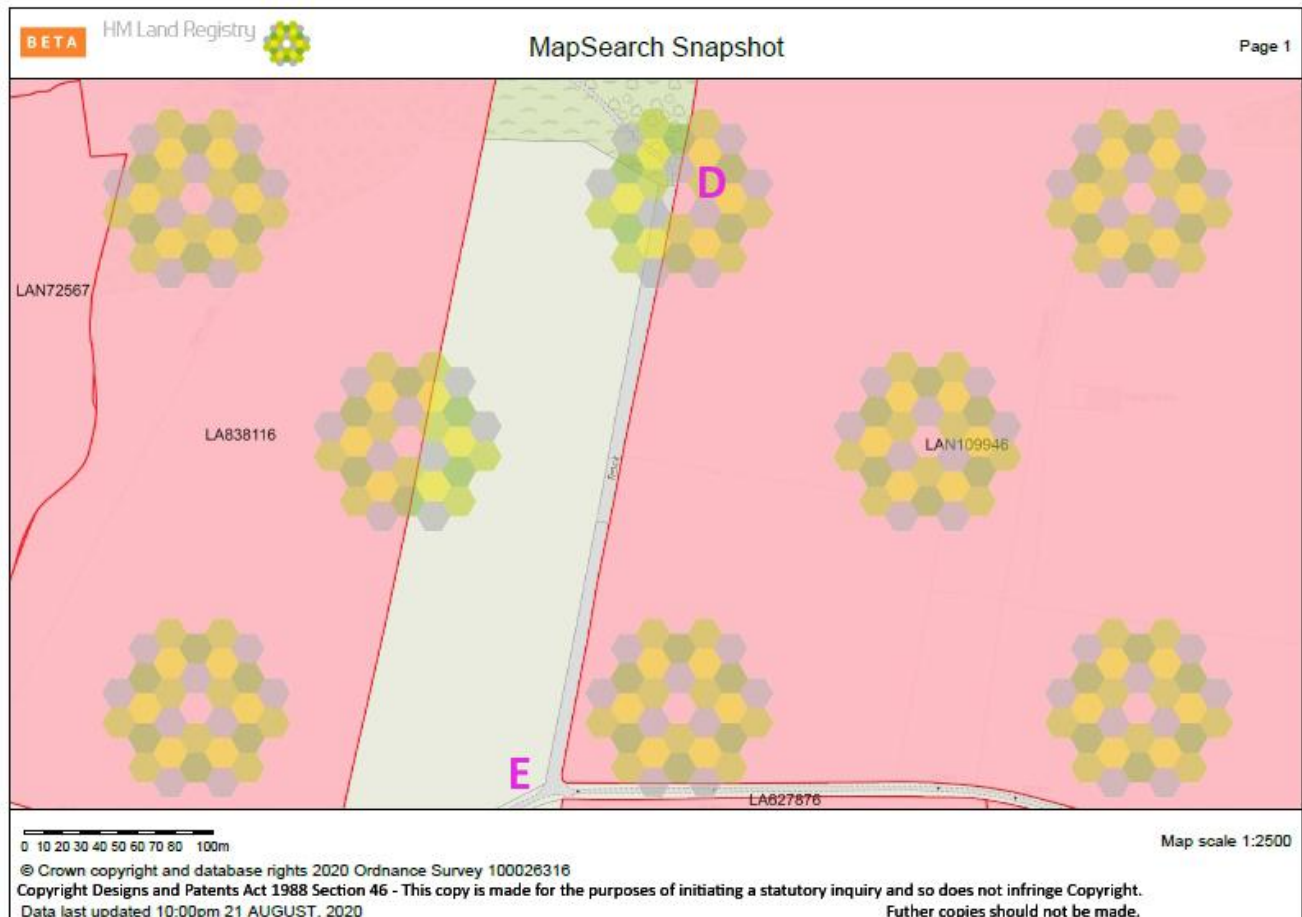 BETA
HM Land Registry
MapSearch Snapshot
Page 1
D
LAN72567
LA838116
LAN109946
Track
E
LA627876
0 10 20 30 40 50 60 70 80 100m
Map scale 1:2500
© Crown copyright and database rights 2020 Ordnance Survey 100026316
Copyright Designs and Patents Act 1988 Section 46 - This copy is made for the purposes of initiating a statutory inquiry and so does not infringe Copyright.
Data last updated 10:00pm 21 AUGUST, 2020
Futher copies should not be made.